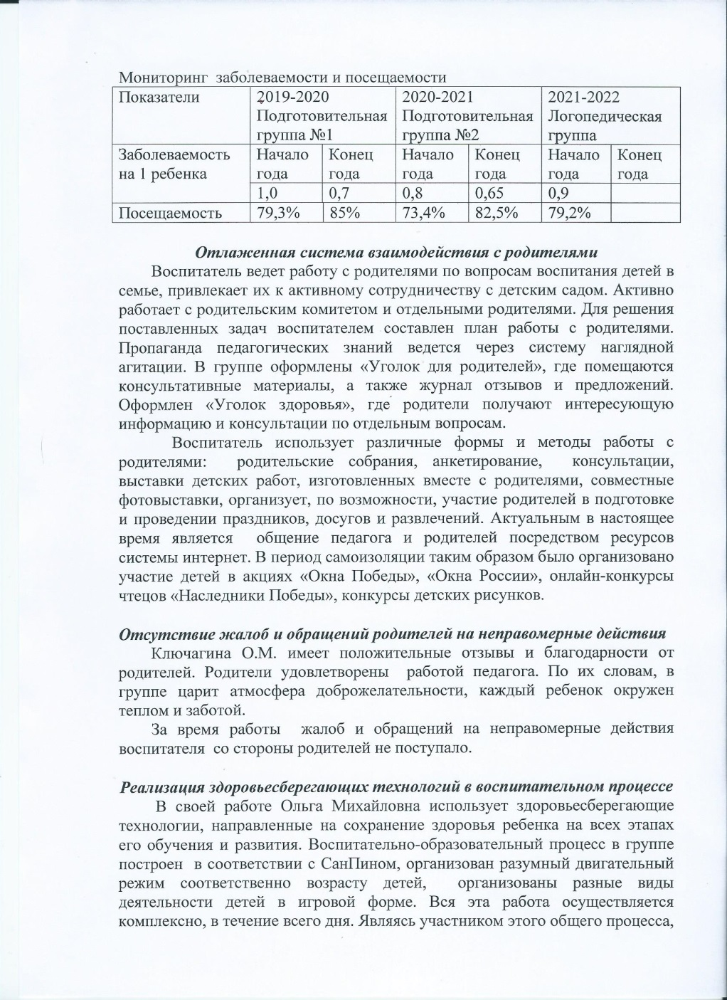 Мониторинг заболеваемости и посещаемости
Показатели 2019-2020 2020-2021 2021-2022
Подготовительная Подготовительная Логопедическая
группа №1 группа №2 группа
Заболеваемость Начало Конец Начало Конец Начало Конец
на 1 ребенка года года года года года года
1,0 0,7 0,8 0,65 0,9
Посещаемость 79,3% 85% 73,4% 82,5% 79,2%
Отлаженная система взаимодействия с родителями
Воспитатель ведет работу с родителями по вопросам воспитания детей в
семье, привлекает их к активному сотрудничеству с детским садом. Активно
работает с родительским комитетом и отдельными родителями. Для решения
поставленных задач воспитателем составлен план работы с родителями.
Пропаганда педагогических знаний ведется через систему наглядной
агитации. В группе оформлены «Уголок для родителей», где помещаются
консультативные материалы, а также журнал отзывов и предложений.
Оформлен «Уголок здоровья», где родители получают интересующую
информацию и консультации по отдельным вопросам.
Воспитатель использует различные формы и методы работы с
родителями: родительские собрания, анкетирование, консультации,
выставки детских работ, изготовленных вместе с родителями, совместные
фотовыставки, организует, по возможности, участие родителей в подготовке
и проведении праздников, досугов и развлечений. Актуальным в настоящее
время является общение педагога и родителей посредством ресурсов
системы интернет. В период самоизоляции таким образом было организовано
участие детей в акциях «Окна Победы», «Окна России», онлайн-конкурсы
чтецов «Наследники Победы», конкурсы детских рисунков.
Отсутствие жалоб и обращений родителей на неправомерные действия
Ключагина О.М. имеет положительные отзывы и благодарности от
родителей. Родители удовлетворены работой педагога. По их словам, в
группе царит атмосфера доброжелательности, каждый ребенок окружен
теплом и заботой.
За время работы жалоб и обращений на неправомерные действия
воспитателя со стороны родителей не поступало.
Реализация здоровьесберегающих технологий в воспитательном процессе
В своей работе Ольга Михайловна использует здоровьесберегающие
технологии, направленные на сохранение здоровья ребенка на всех этапах
его обучения и развития. Воспитательно-образовательный процесс в группе
построен в соответствии с СанПином, организован разумный двигательный
режим соответственно возрасту детей, организованы разные виды
деятельности детей в игровой форме. Вся эта работа осуществляется
комплексно, в течение всего дня. Являясь участником этого общего процесса,